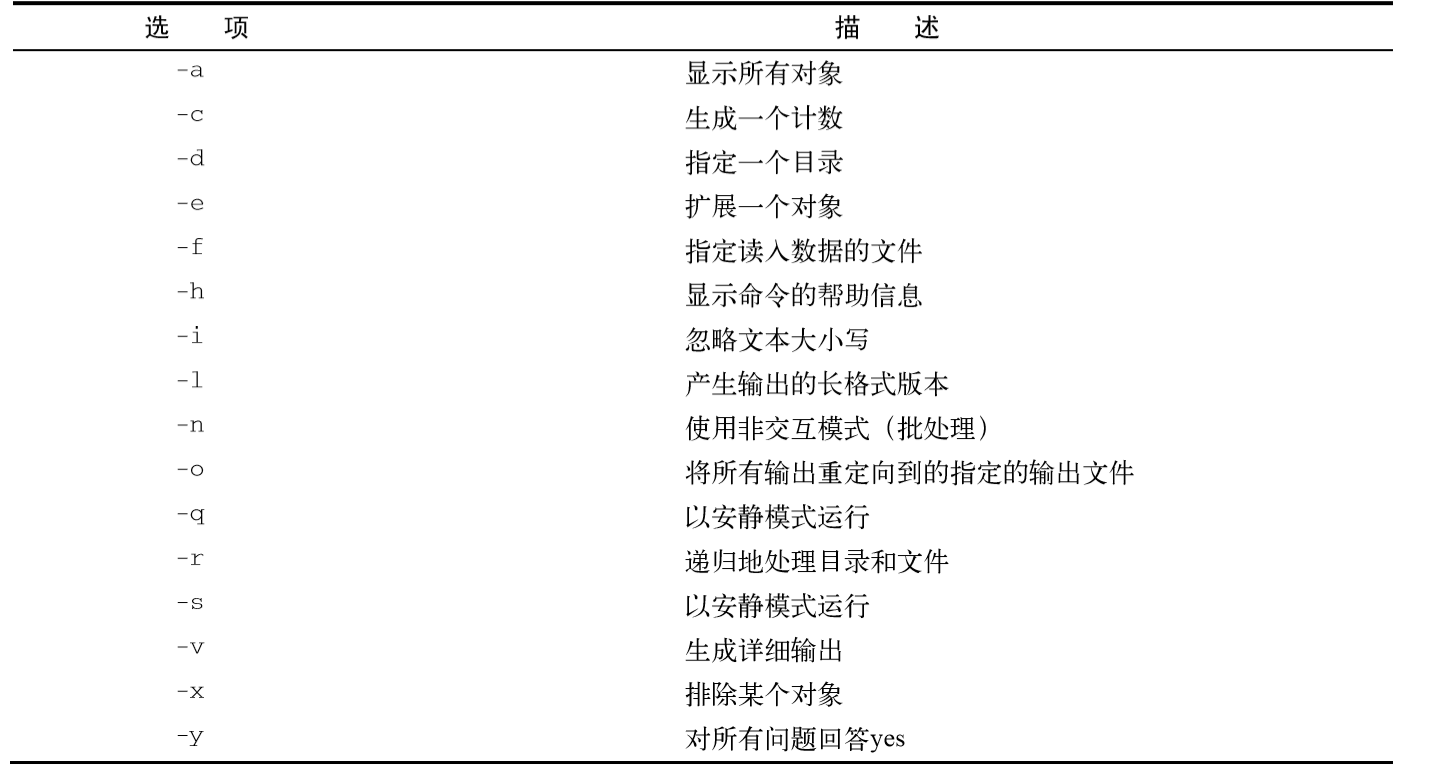 选 项 描 述
-a 显示所有对象
-c 生成一个计数
-d 指定一个目录
-e 扩展一个对象
-f 指定读入数据的文件
-h 显示命令的帮助信息
-i 忽略文本大小写
-l 产生输出的长格式版本
-n 使用非交互模式（批处理）
-o 将所有输出重定向到的指定的输出文件
-q 以安静模式运行
-r 递归地处理目录和文件
-s 以安静模式运行
-v 生成详细输出
-x 排除某个对象
-y 对所有问题回答yes